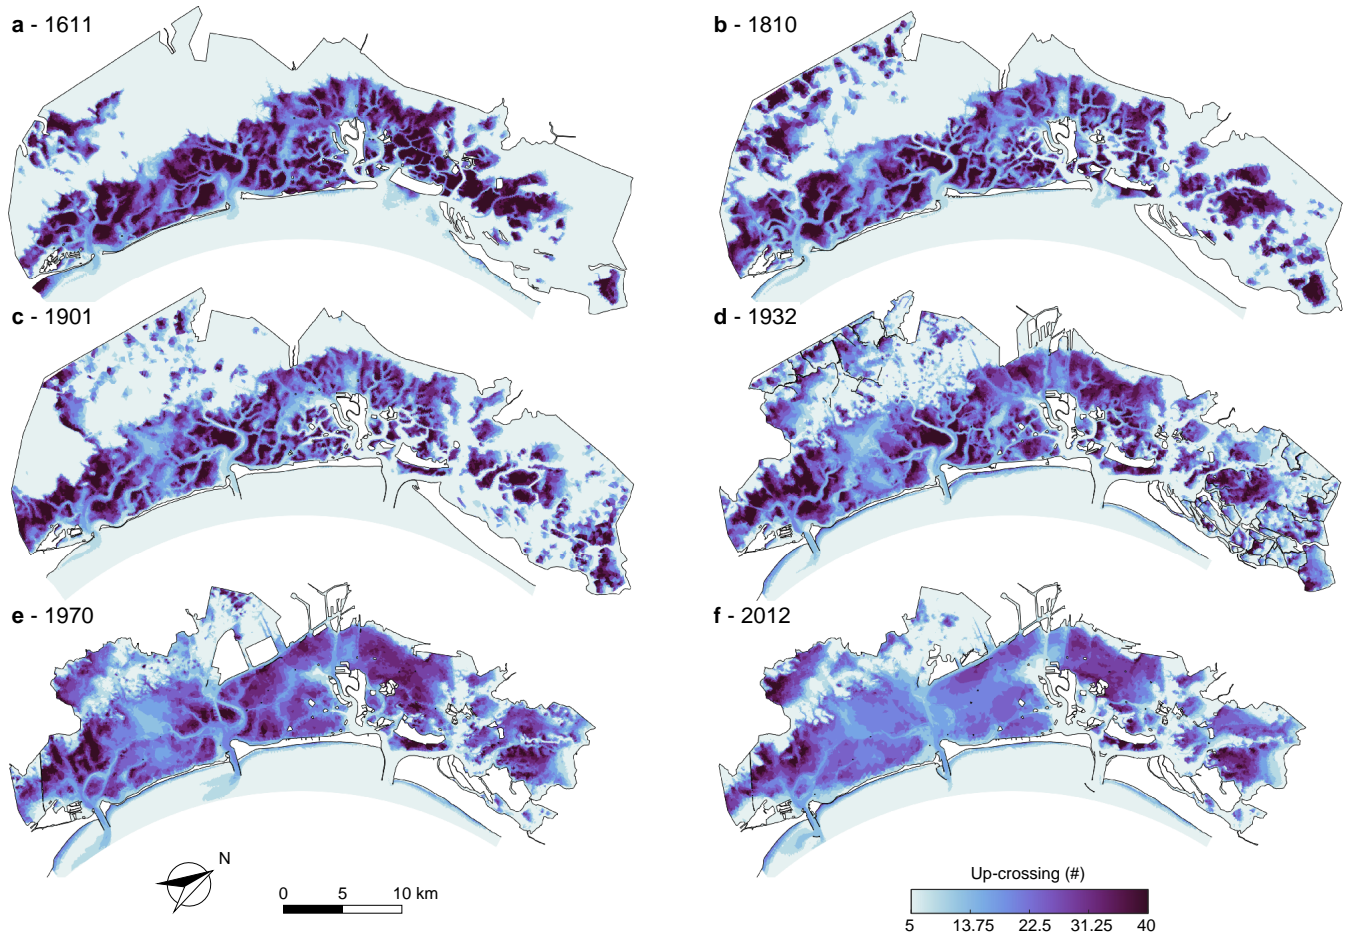 a - 1611
b - 1810
c - 1901
d - 1932
e - 1970
f - 2012
N
0 5 10 km
Up-crossing (#)
5 13.75 22.5 31.25 40